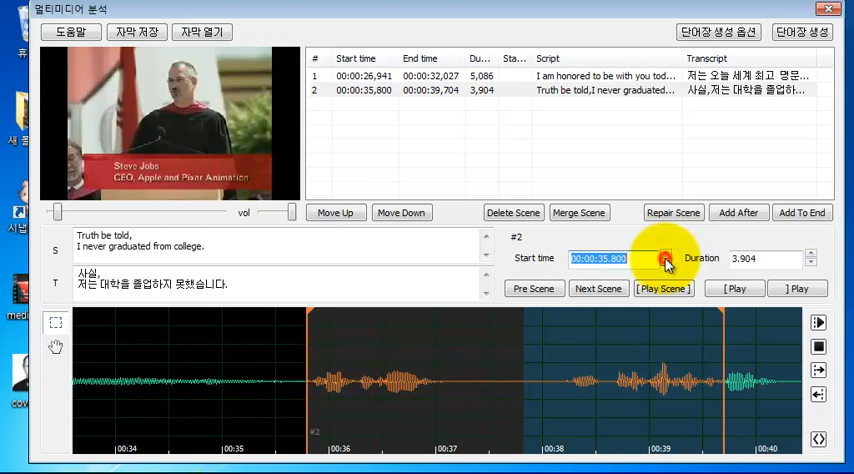 멀티미디어 분석
도움말 자막 저장 자막 열기 단어장 생성 옵션 단어장 생성
# Start time End time Du... Sta... Script Transcript
1 00:00:26,941 00:00:32,027 5,086 I am honored to be with you tod... 저는 오늘 세계 최고 명문...
2 00:00:35,800 00:00:39,704 3,904 Truth be told,I never graduated... 사실,저는 대학을 졸업하...
Steve Jobs
CEO, Apple and Pixar Animation
vol Move Up Move Down Delete Scene Merge Scene Repair Scene Add After Add To End
S
Truth be told,
I never graduated from college.
T
사실,
저는 대학을 졸업하지 못했습니다.
#2
Start time 00:00:35.800 Duration 3.904
Pre Scene Next Scene [ Play Scene ] [ Play ] Play
#2
00:34 00:35 00:36 00:37 00:38 00:39 00:40
휴
새 폴
시냅
medi
cov